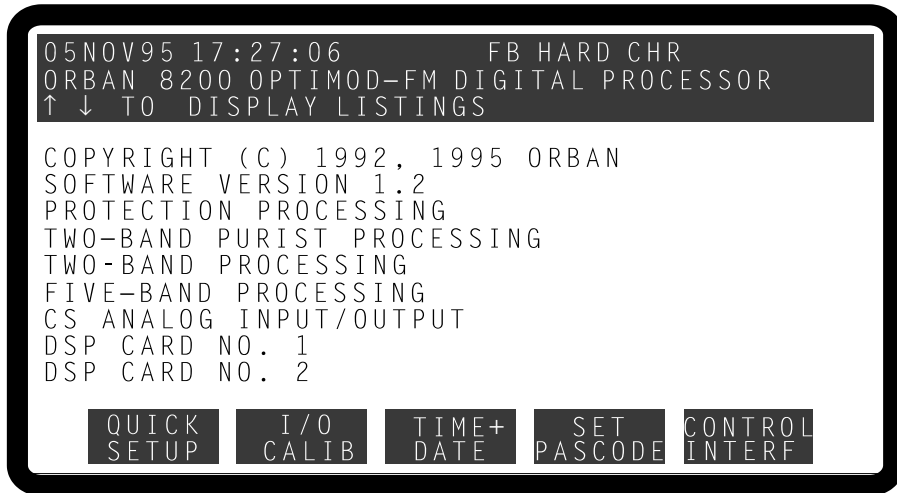 05NOV95 17:27:06 FB HARD CHR
ORBAN 8200 OPTIMOD–FM DIGITAL PROCESSOR
↑ ↓ TO DISPLAY LISTINGS
COPYRIGHT (C) 1992, 1995 ORBAN
SOFTWARE VERSION 1.2
PROTECTION PROCESSING
TWO–BAND PURIST PROCESSING
TWO-BAND PROCESSING
FIVE–BAND PROCESSING
CS ANALOG INPUT/OUTPUT
DSP CARD NO. 1
DSP CARD NO. 2
QUICK SETUP
I/O CALIB
TIME+ DATE
SET PASCODE
CONTROL INTERF